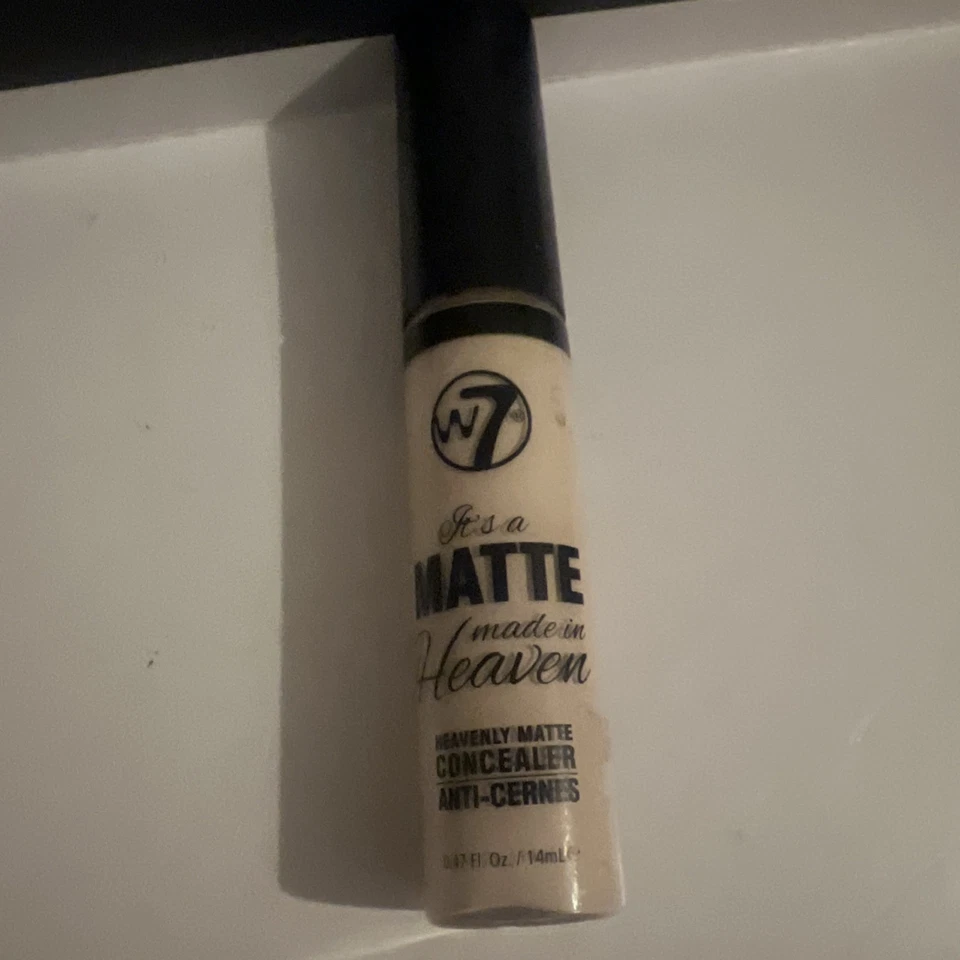 W7®
It's a
MATTE
made in
Heaven
HEAVENLY MATTE
CONCEALER
ANTI-CERNES
0.47 Fl. Oz. / 14mL